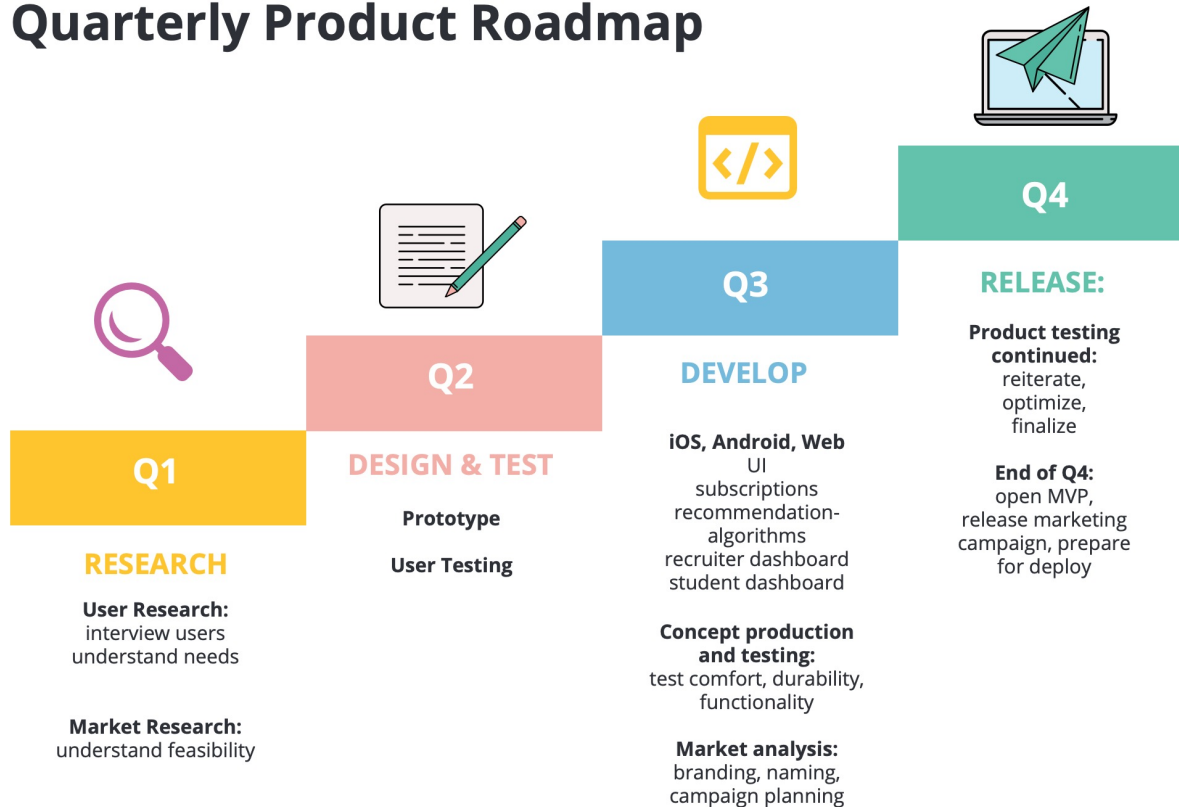 Quarterly Product Roadmap
Q1
RESEARCH
User Research:
interview users
understand needs
Market Research:
understand feasibility
Q2
DESIGN & TEST
Prototype
User Testing
</>
Q3
DEVELOP
iOS, Android, Web
UI
subscriptions
recommendation-
algorithms
recruiter dashboard
student dashboard
Concept production
and testing:
test comfort, durability,
functionality
Market analysis:
branding, naming,
campaign planning
Q4
RELEASE:
Product testing
continued:
reiterate,
optimize,
finalize
End of Q4:
open MVP,
release marketing
campaign, prepare
for deploy